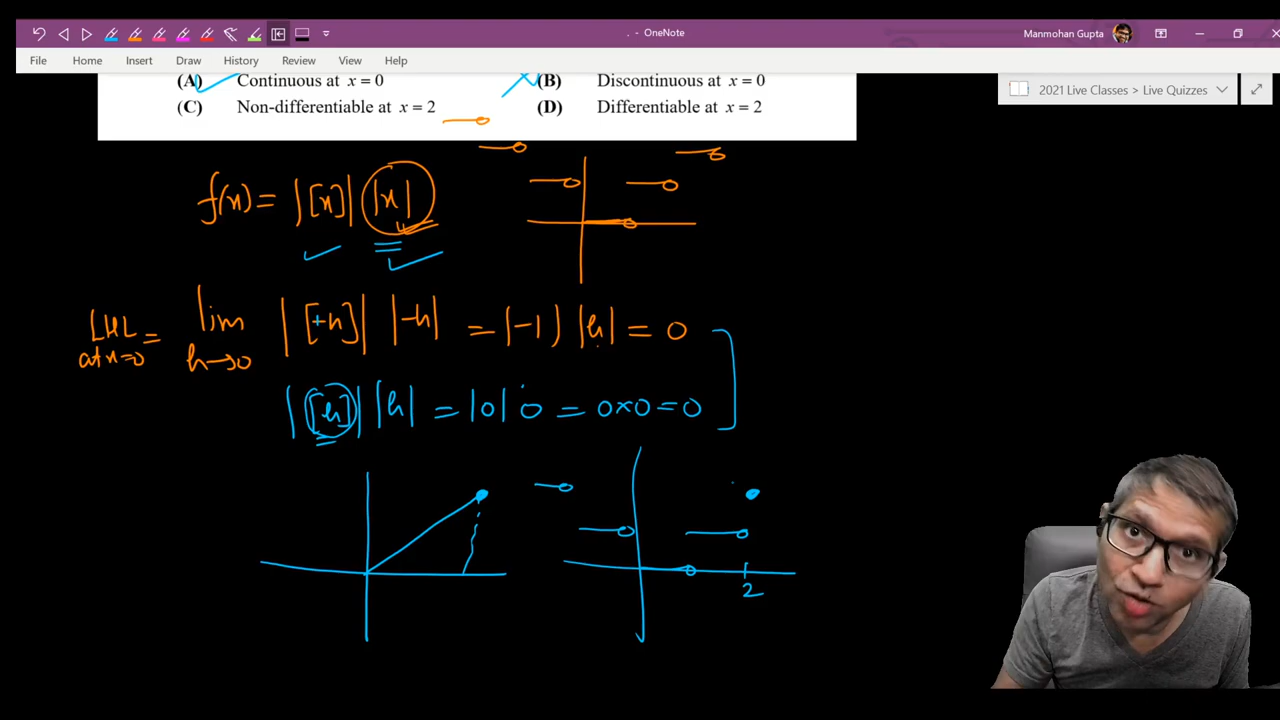 . - OneNote
Manmohan Gupta
File Home Insert Draw History Review View Help
2021 Live Classes > Live Quizzes
(A) Continuous at x = 0 (B) Discontinuous at x = 0
(C) Non-differentiable at x = 2 (D) Differentiable at x = 2
f(x) = |[x]| |x|
LHL at x=0 = lim h→0 |[-h]| |-h| = |-1) |h| = 0
|[h]| |h| = |0| 0 = 0×0 = 0
2